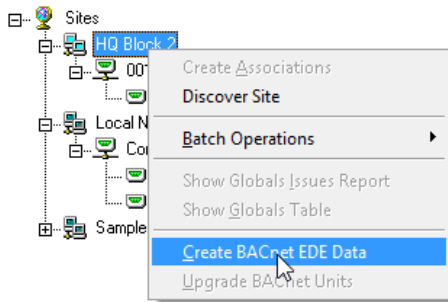 Sites
HQ Block 2
001
Create Associations
Discover Site
Local N
Batch Operations
Con
Show Globals Issues Report
Show Globals Table
Sample
Create BACnet EDE Data
Upgrade BACnet Units